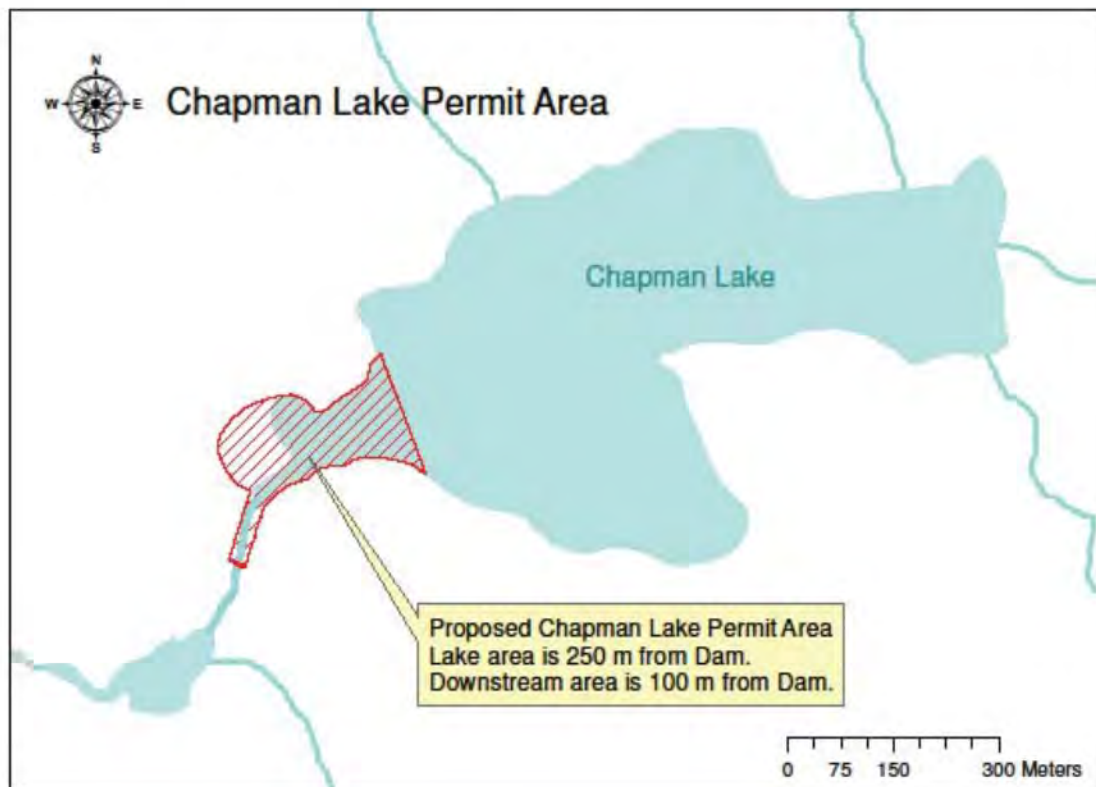 N
W E
S
Chapman Lake Permit Area
Chapman Lake
Proposed Chapman Lake Permit Area
Lake area is 250 m from Dam.
Downstream area is 100 m from Dam.
0 75 150 300 Meters